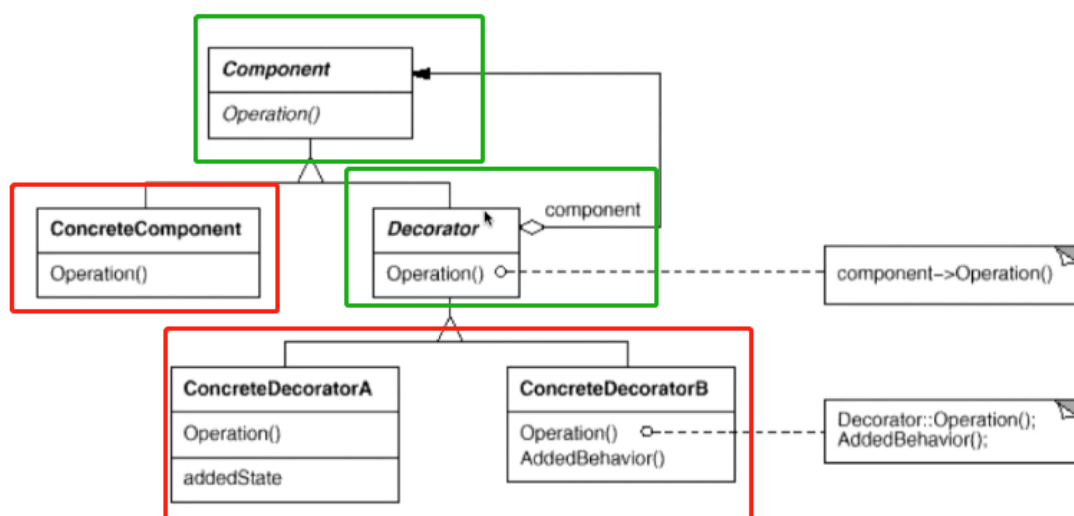 Component
Operation()
ConcreteComponent
Operation()
Decorator
Operation()
component
component->Operation()
ConcreteDecoratorA
Operation()
addedState
ConcreteDecoratorB
Operation()
AddedBehavior()
Decorator::Operation();
AddedBehavior();